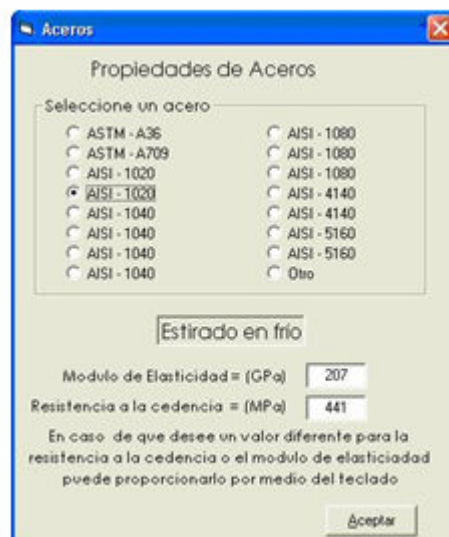 Aceros
Propiedades de Aceros
Seleccione un acero
ASTM - A36
ASTM - A709
AISI - 1020
AISI - 1020
AISI - 1040
AISI - 1040
AISI - 1040
AISI - 1040
AISI - 1080
AISI - 1080
AISI - 1080
AISI - 4140
AISI - 4140
AISI - 5160
AISI - 5160
Otro
Estirado en frío
Modulo de Elasticidad = (GPa) 207
Resistencia a la cedencia = (MPa) 441
En caso de que desee un valor diferente para la
resistencia a la cedencia o el modulo de elasticiadad
puede proporcionarlo por medio del teclado
Aceptar